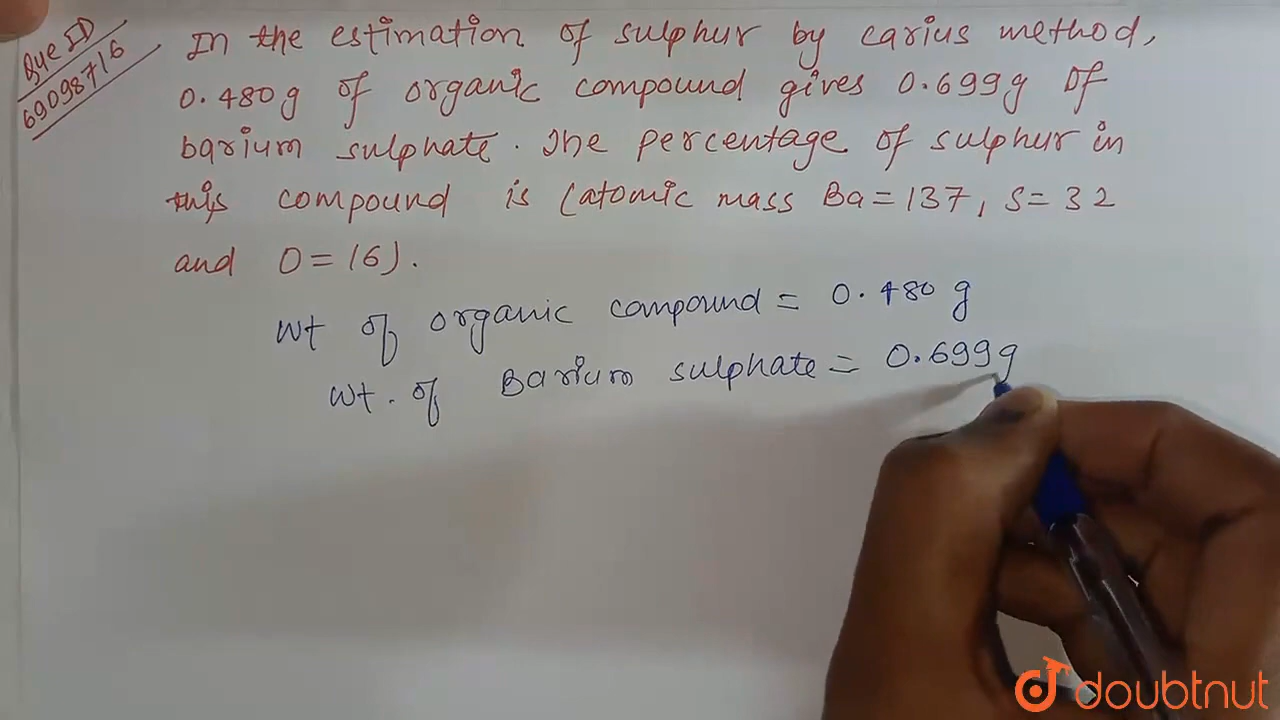 Bye ID
69098716
In the estimation of sulphur by carius method,
0.480g of organic compound gives 0.699g Of
barium sulphate. The percentage of sulphur in
this compound is (atomic mass Ba=137, S=32
and O=16).
Wt of organic compound = 0.480 g
Wt. of Barium sulphate = 0.699g
doubtnut